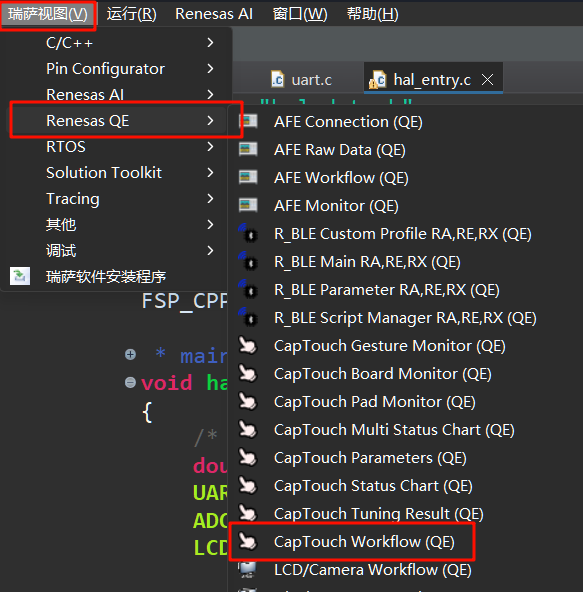 瑞萨视图(V) 运行(R) Renesas AI 窗口(W) 帮助(H)
C/C++
Pin Configurator
Renesas AI
Renesas QE
RTOS
Solution Toolkit
Tracing
其他
调试
瑞萨软件安装程序
uart.c hal_entry.c
AFE Connection (QE)
AFE Raw Data (QE)
AFE Workflow (QE)
AFE Monitor (QE)
R_BLE Custom Profile RA,RE,RX (QE)
R_BLE Main RA,RE,RX (QE)
R_BLE Parameter RA,RE,RX (QE)
R_BLE Script Manager RA,RE,RX (QE)
CapTouch Gesture Monitor (QE)
CapTouch Board Monitor (QE)
CapTouch Pad Monitor (QE)
CapTouch Multi Status Chart (QE)
CapTouch Parameters (QE)
CapTouch Status Chart (QE)
CapTouch Tuning Result (QE)
CapTouch Workflow (QE)
LCD/Camera Workflow (QE)
FSP_CPP
* main
void ha
{
/*
dou
UAR
ADC
LCD